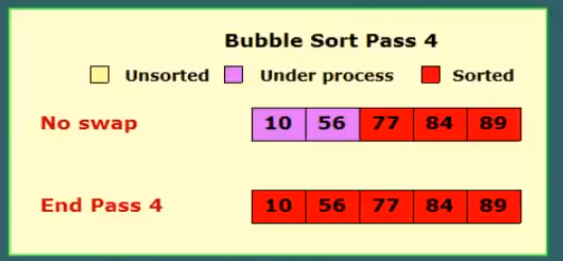 Bubble Sort Pass 4
Unsorted Under process Sorted
No swap 10 56 77 84 89
End Pass 4 10 56 77 84 89